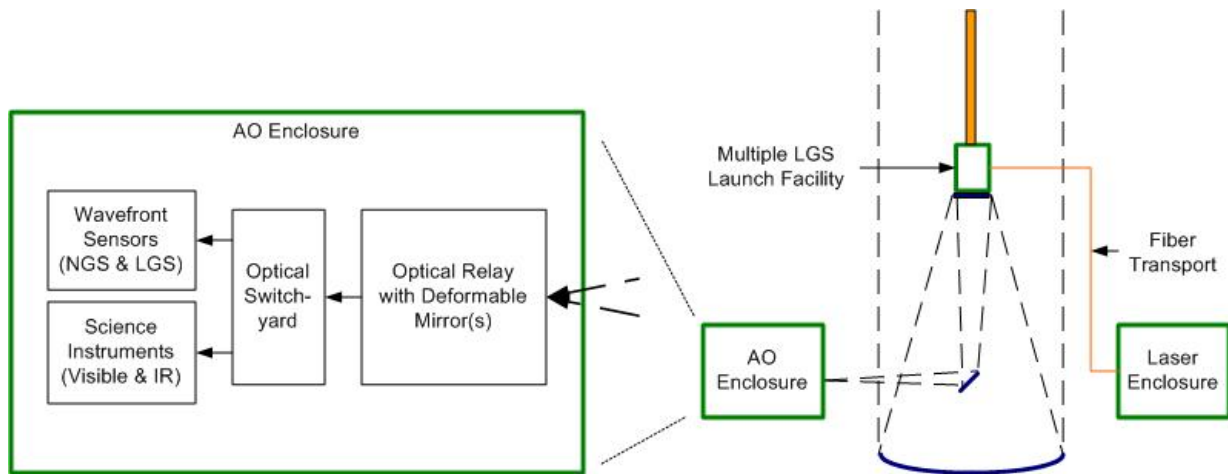 AO Enclosure
Wavefront
Sensors
(NGS & LGS)
Science
Instruments
(Visible & IR)
Optical
Switch-
yard
Optical Relay
with Deformable
Mirror(s)
Multiple LGS
Launch Facility
Fiber
Transport
AO
Enclosure
Laser
Enclosure